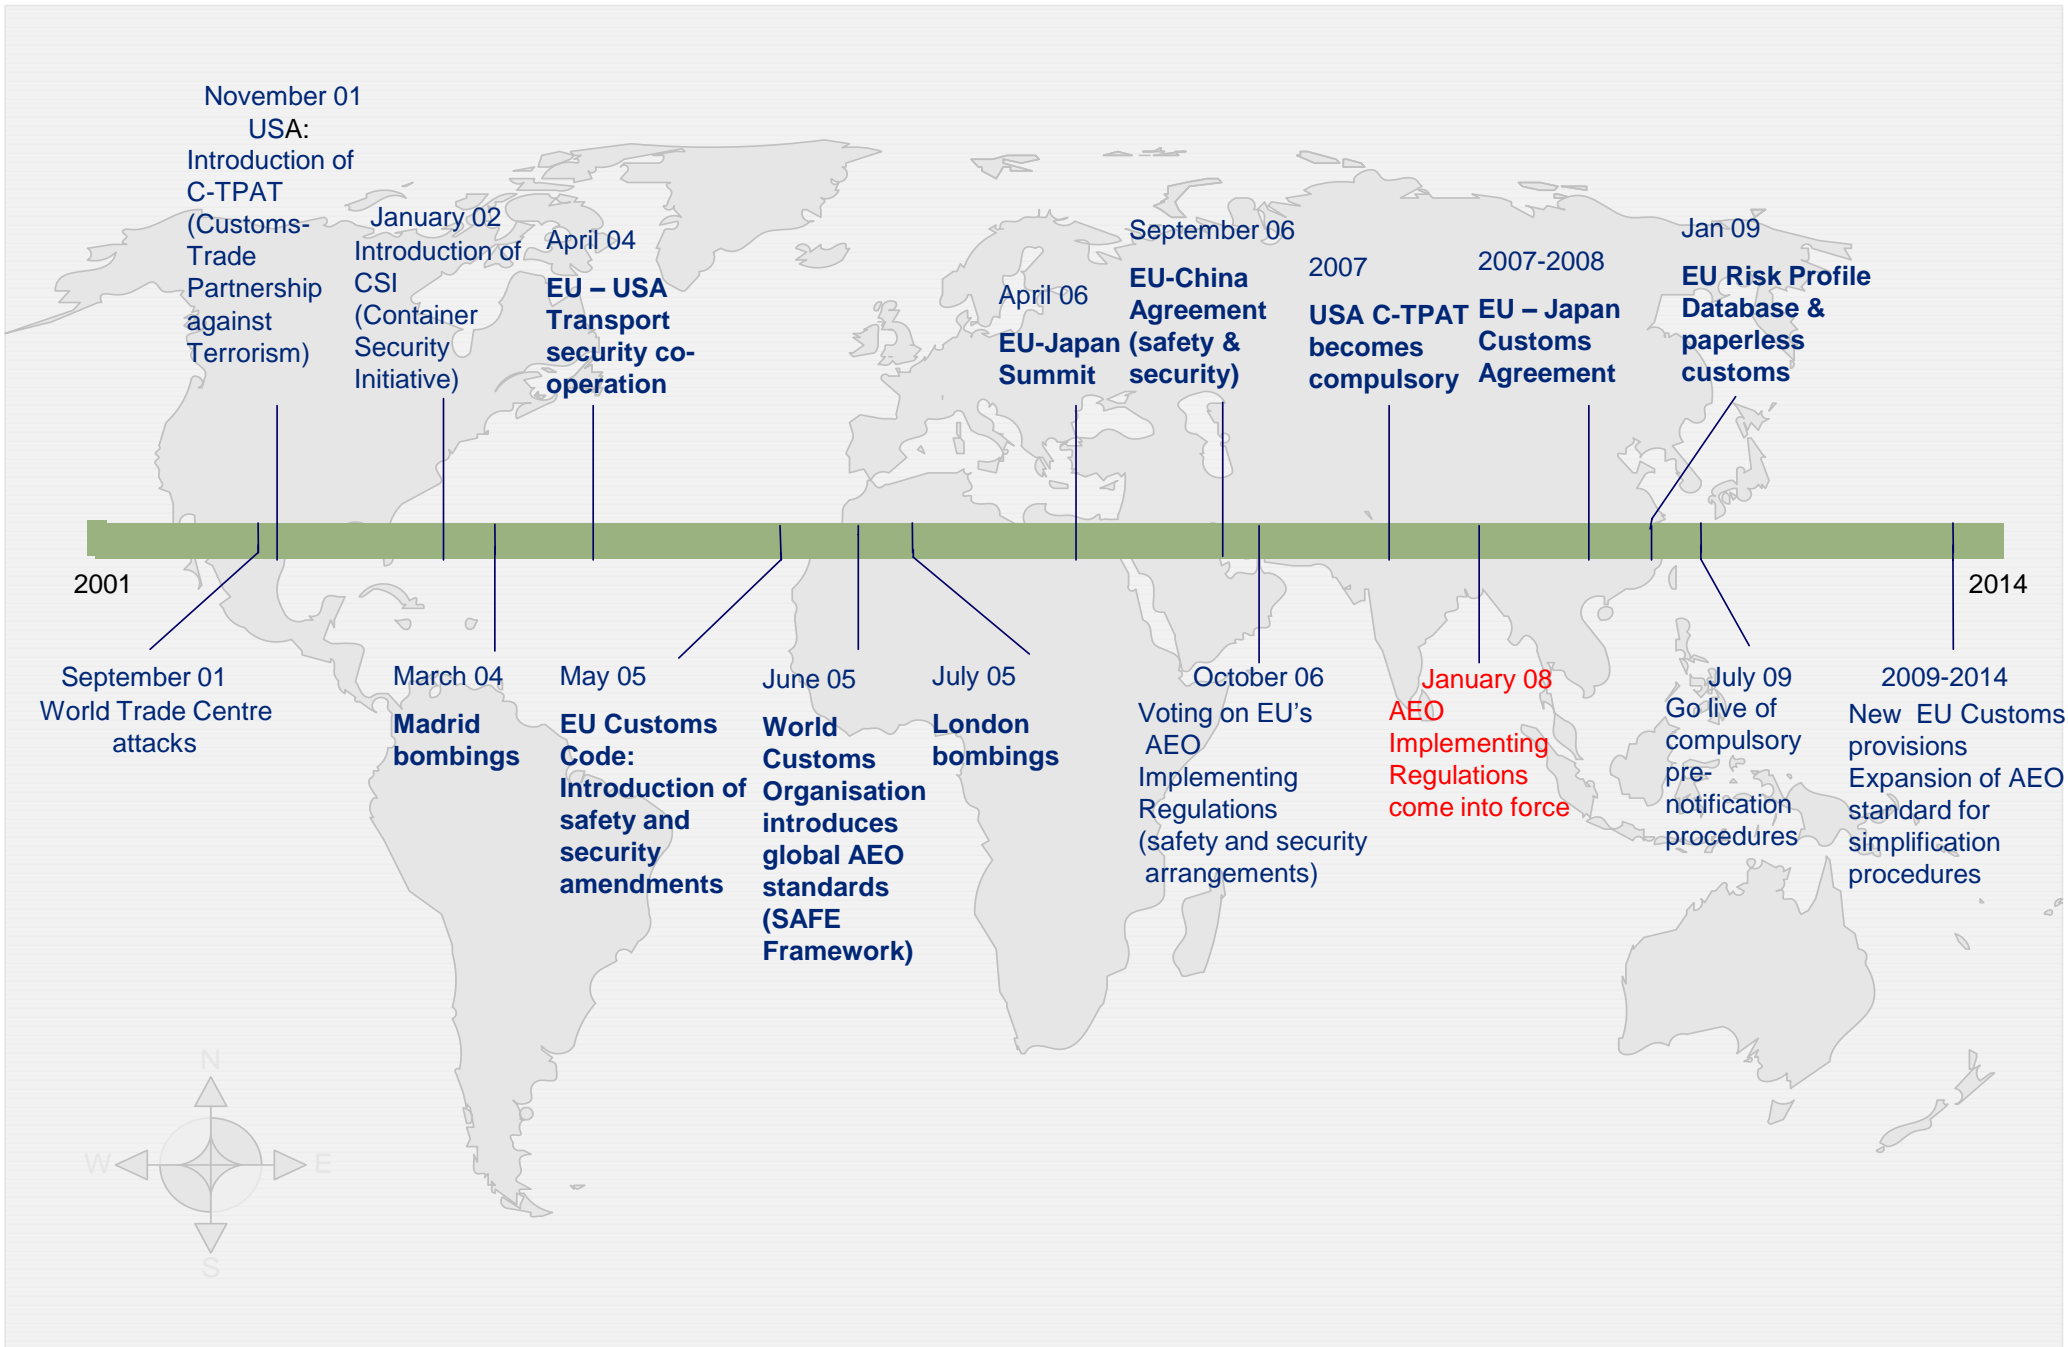 November 01
USA:
Introduction of
C-TPAT
(Customs-
Trade
Partnership
against
Terrorism)
January 02
Introduction of
CSI
(Container
Security
Initiative)
April 04
EU – USA
Transport
security co-
operation
April 06
EU-Japan
Summit
September 06
EU-China
Agreement
(safety &
security)
2007
USA C-TPAT
becomes
compulsory
2007-2008
EU – Japan
Customs
Agreement
Jan 09
EU Risk Profile
Database &
paperless
customs
2001
2014
September 01
World Trade Centre
attacks
March 04
Madrid
bombings
May 05
EU Customs
Code:
Introduction of
safety and
security
amendments
June 05
World
Customs
Organisation
introduces
global AEO
standards
(SAFE
Framework)
July 05
London
bombings
October 06
Voting on EU’s
AEO
Implementing
Regulations
(safety and security
arrangements)
January 08
AEO
Implementing
Regulations
come into force
July 09
Go live of
compulsory
pre-
notification
procedures
2009-2014
New EU Customs
provisions
Expansion of AEO
standard for
simplification
procedures
N
W
E
S